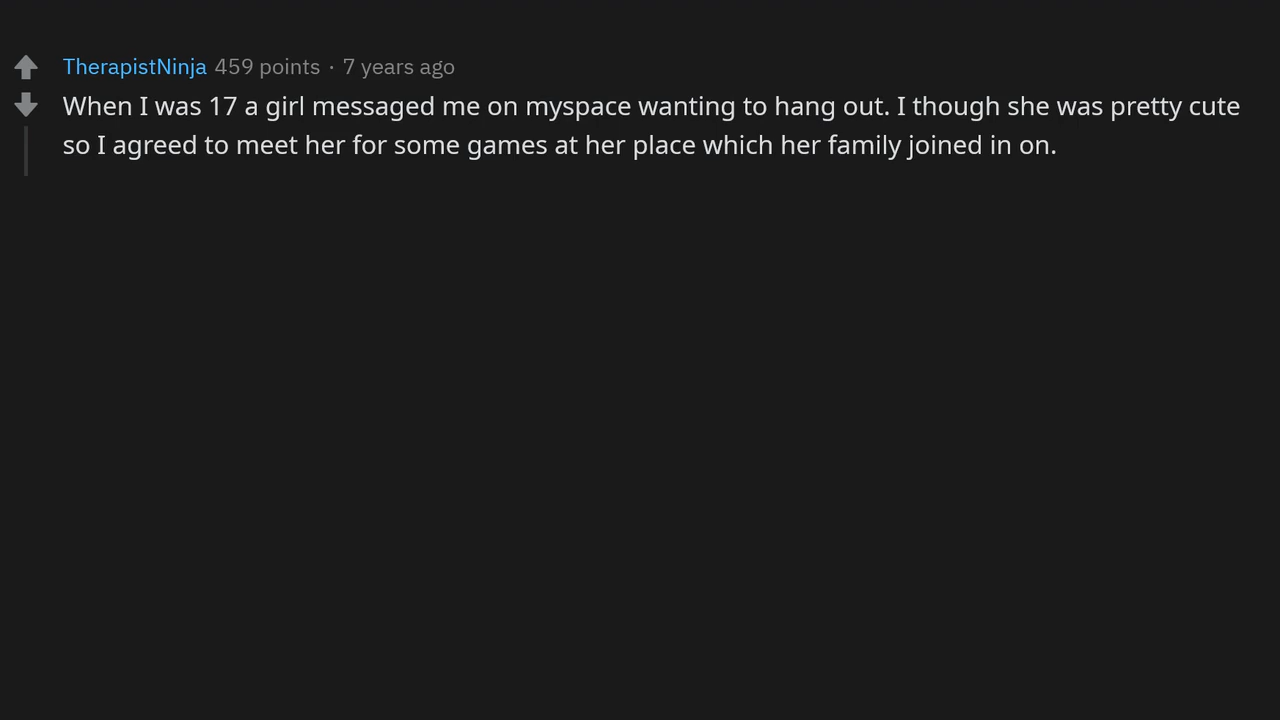 TherapistNinja 459 points · 7 years ago
When I was 17 a girl messaged me on myspace wanting to hang out. I though she was pretty cute
so I agreed to meet her for some games at her place which her family joined in on.